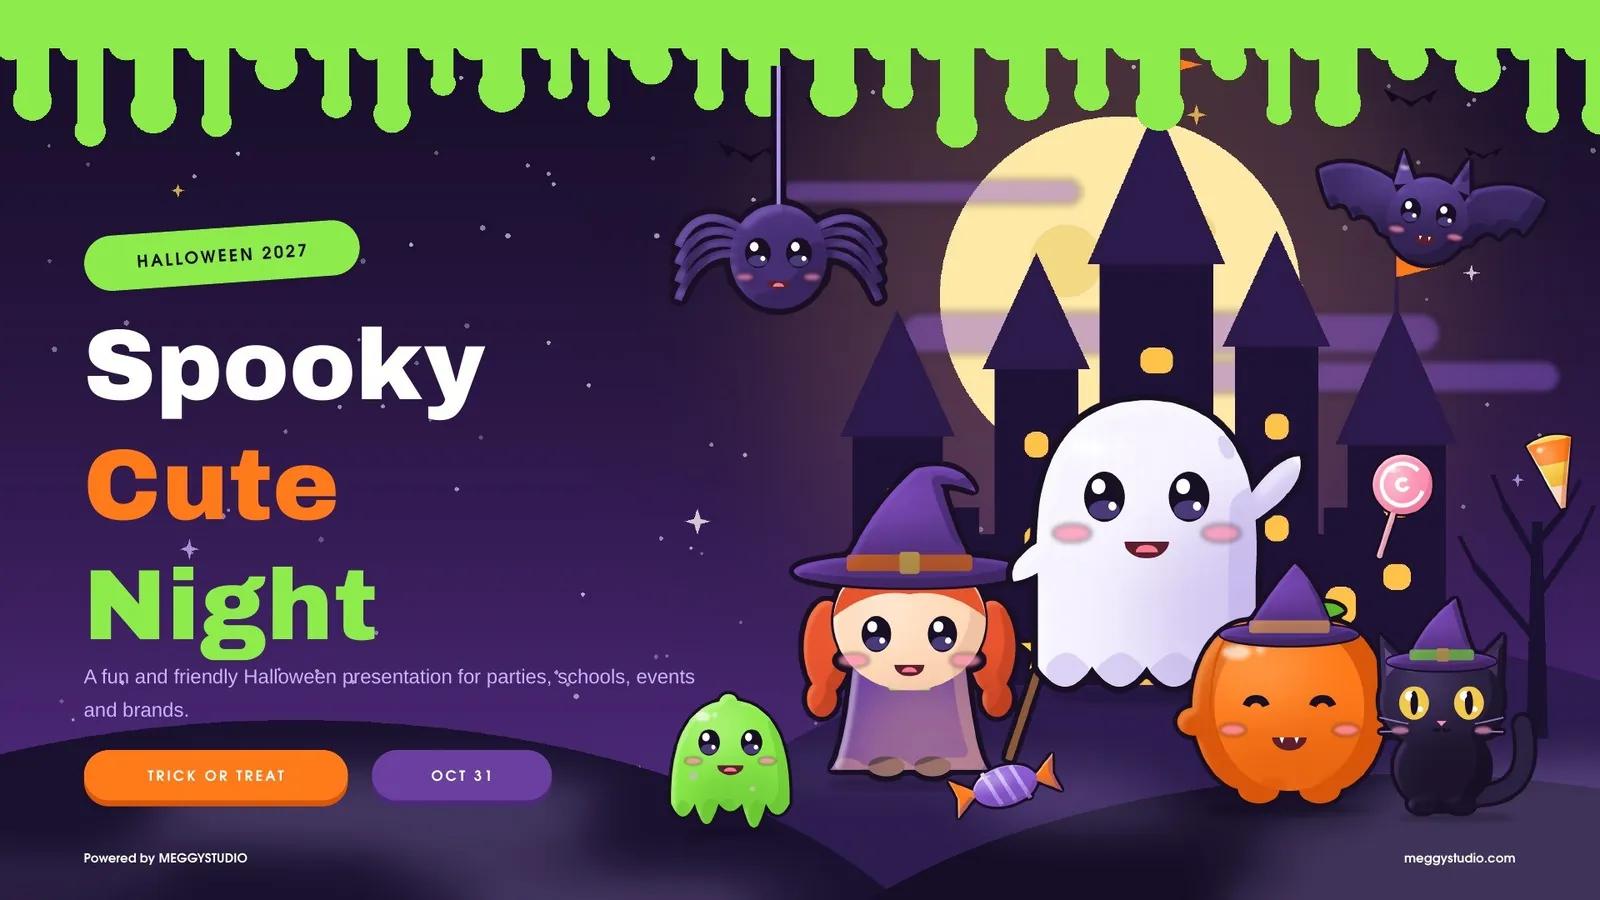 HALLOWEEN 2027
Spooky
Cute
Night
A fun and friendly Halloween presentation for parties, schools, events
and brands.
TRICK OR TREAT
OCT 31
Powered by MEGGYSTUDIO
meggystudio.com